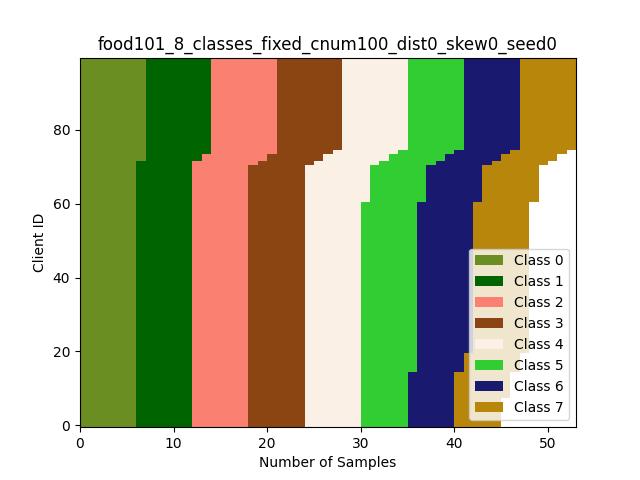 food101_8_classes_fixed_cnum100_dist0_skew0_seed0
80
60
40
20
0
Client ID
0 10 20 30 40 50
Number of Samples
Class 0
Class 1
Class 2
Class 3
Class 4
Class 5
Class 6
Class 7